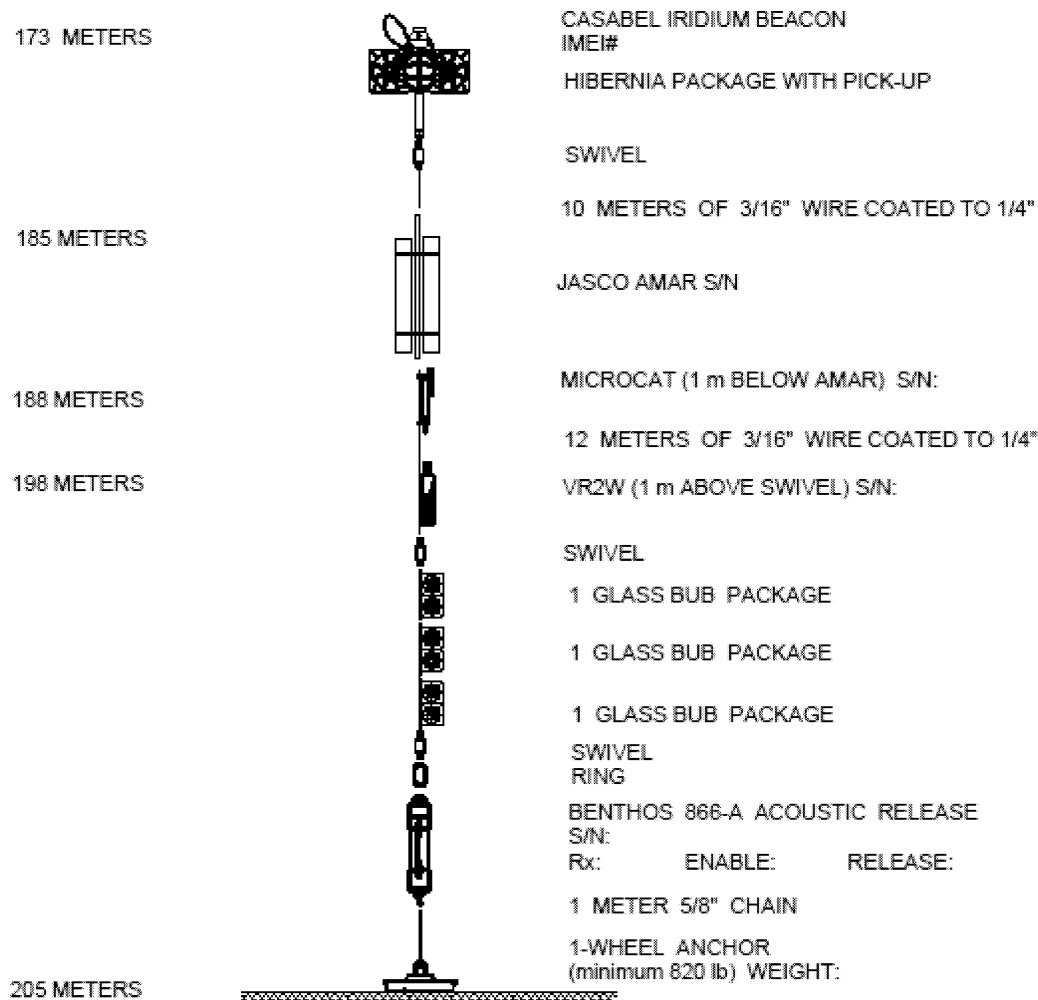 173 METERS
CASABEL IRIDIUM BEACON
IMEI#
HIBERNIA PACKAGE WITH PICK-UP
SWIVEL
10 METERS OF 3/16" WIRE COATED TO 1/4"
185 METERS
JASCO AMAR S/N
MICROCAT (1 m BELOW AMAR) S/N:
188 METERS
12 METERS OF 3/16" WIRE COATED TO 1/4"
198 METERS
VR2W (1 m ABOVE SWIVEL) S/N:
SWIVEL
1 GLASS BUB PACKAGE
1 GLASS BUB PACKAGE
1 GLASS BUB PACKAGE
SWIVEL
RING
BENTHOS 866-A ACOUSTIC RELEASE
S/N:
Rx: ENABLE: RELEASE:
1 METER 5/8" CHAIN
1-WHEEL ANCHOR
(minimum 820 lb) WEIGHT:
205 METERS